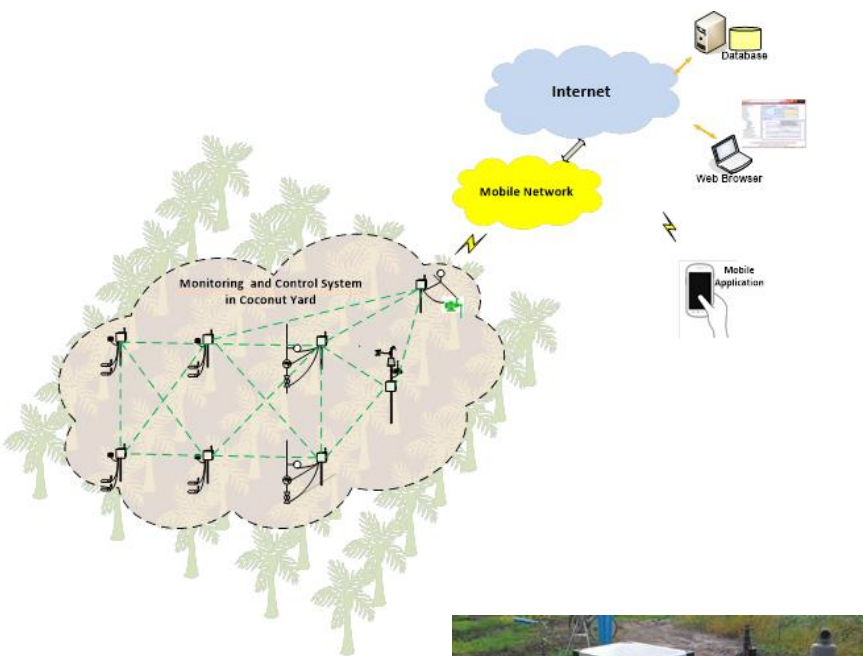 Database
Internet
Web Browser
Mobile Network
Mobile
Application
Monitoring and Control System
in Coconut Yard